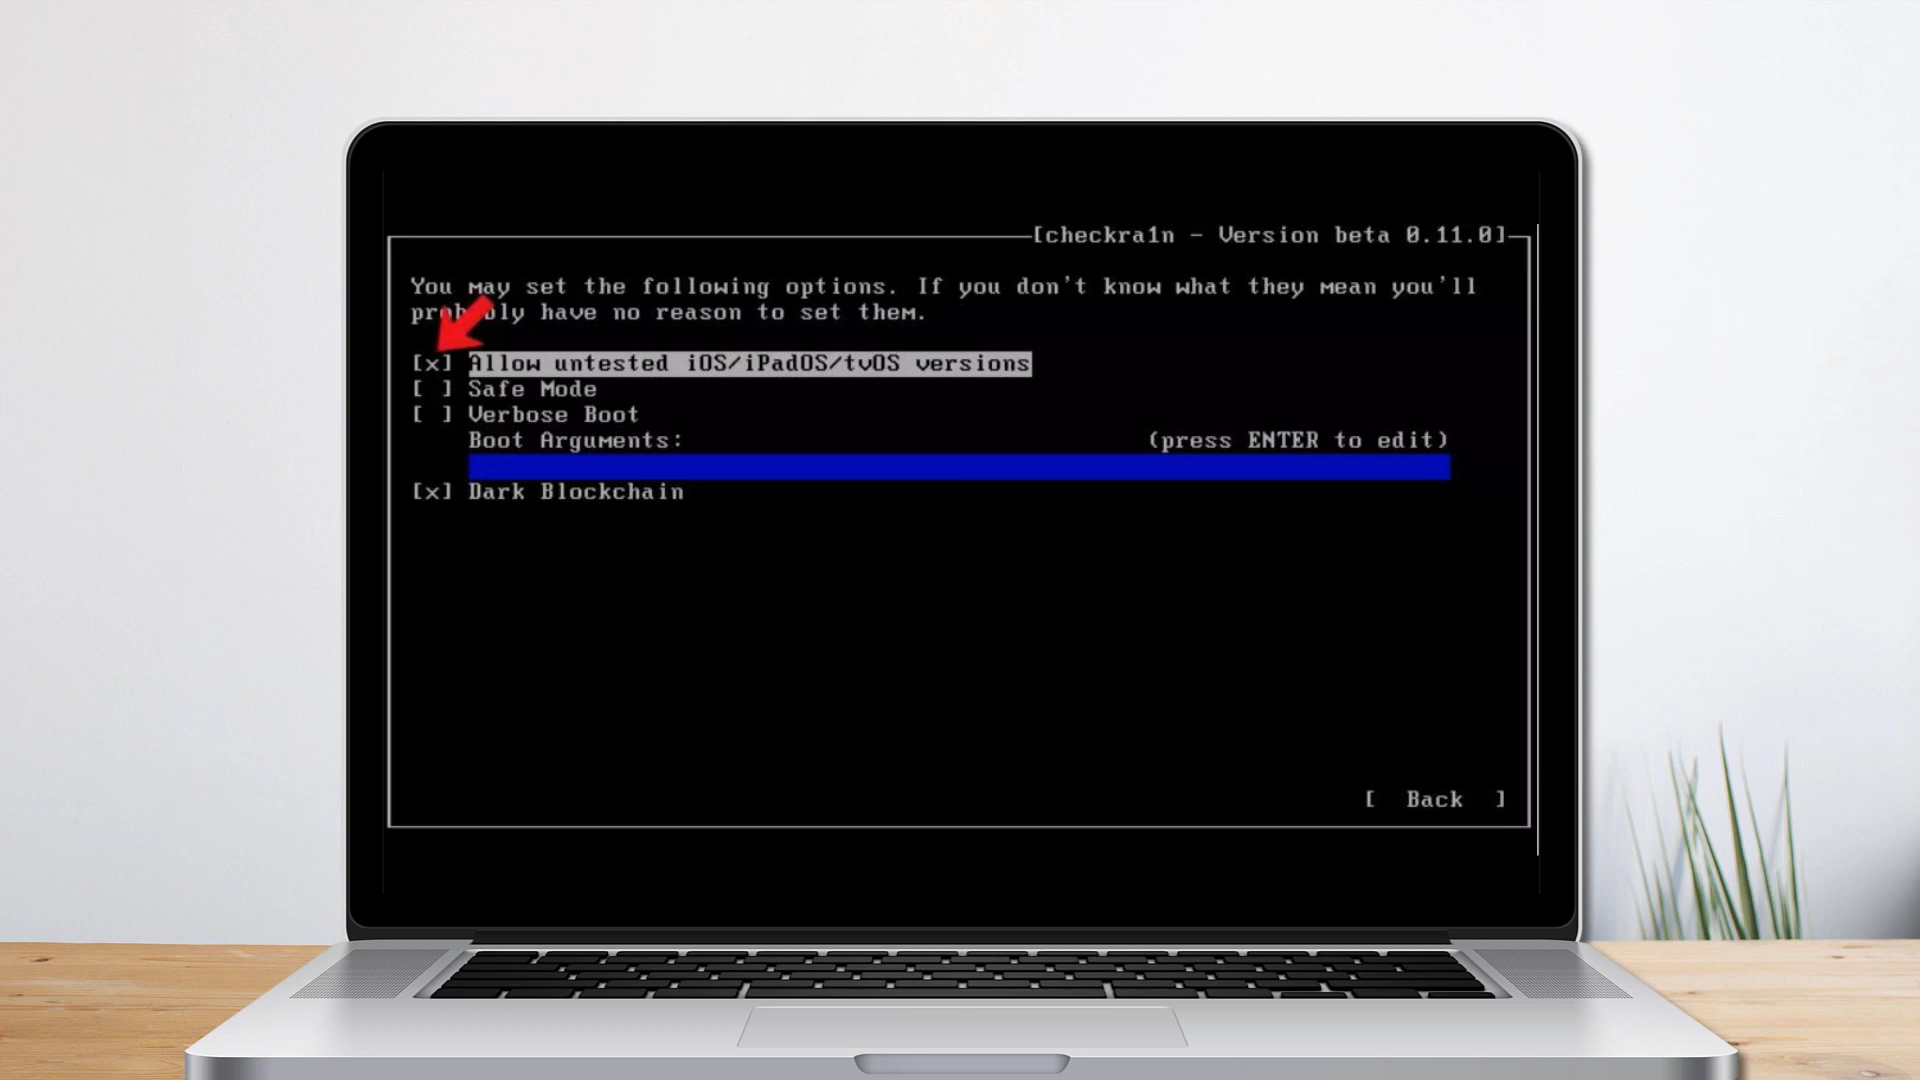 [checkra1n - Version beta 0.11.0]
You may set the following options. If you don't know what they mean you'll
probably have no reason to set them.
[x] Allow untested iOS/iPadOS/tvOS versions
[ ] Safe Mode
[ ] Verbose Boot
Boot Arguments: (press ENTER to edit)
[x] Dark Blockchain
[ Back ]